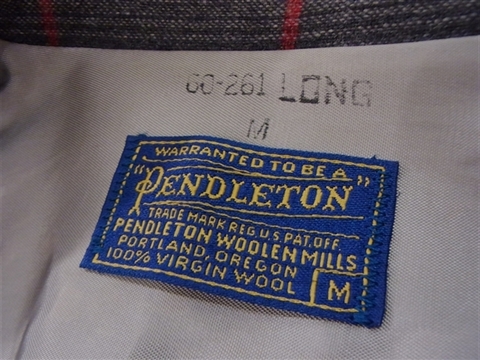 60-261 LONG
M
WARRANTED TO BE A
"PENDLETON"
TRADE MARK REG. U.S. PAT. OFF.
PENDLETON WOOLEN MILLS
PORTLAND, OREGON
100% VIRGIN WOOL
M